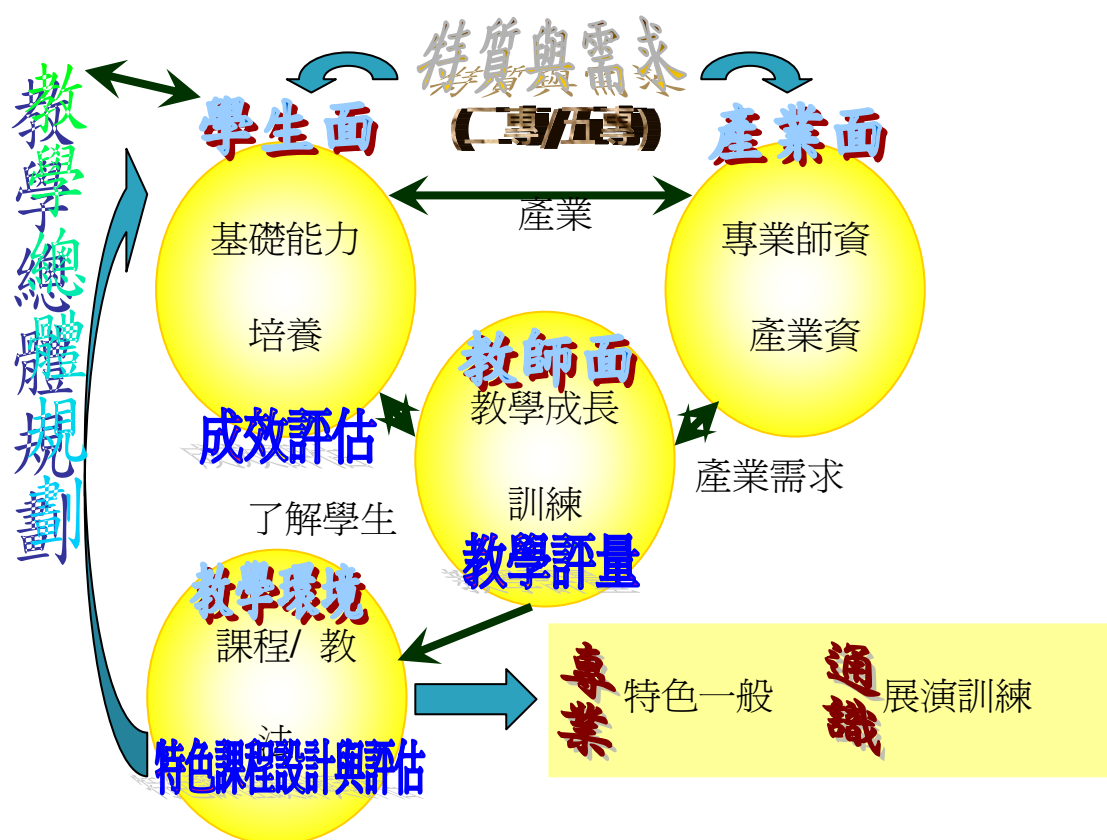 特質與需求
(二專/五專)
教學總體規劃
學生面
基礎能力
培養
成效評估
產業
產業面
專業師資
產業資
教師面
教學成長
訓練
教學評量
了解學生
產業需求
教學環境
課程/ 教
法
特色課程設計與評估
專業
特色一般
通識
展演訓練